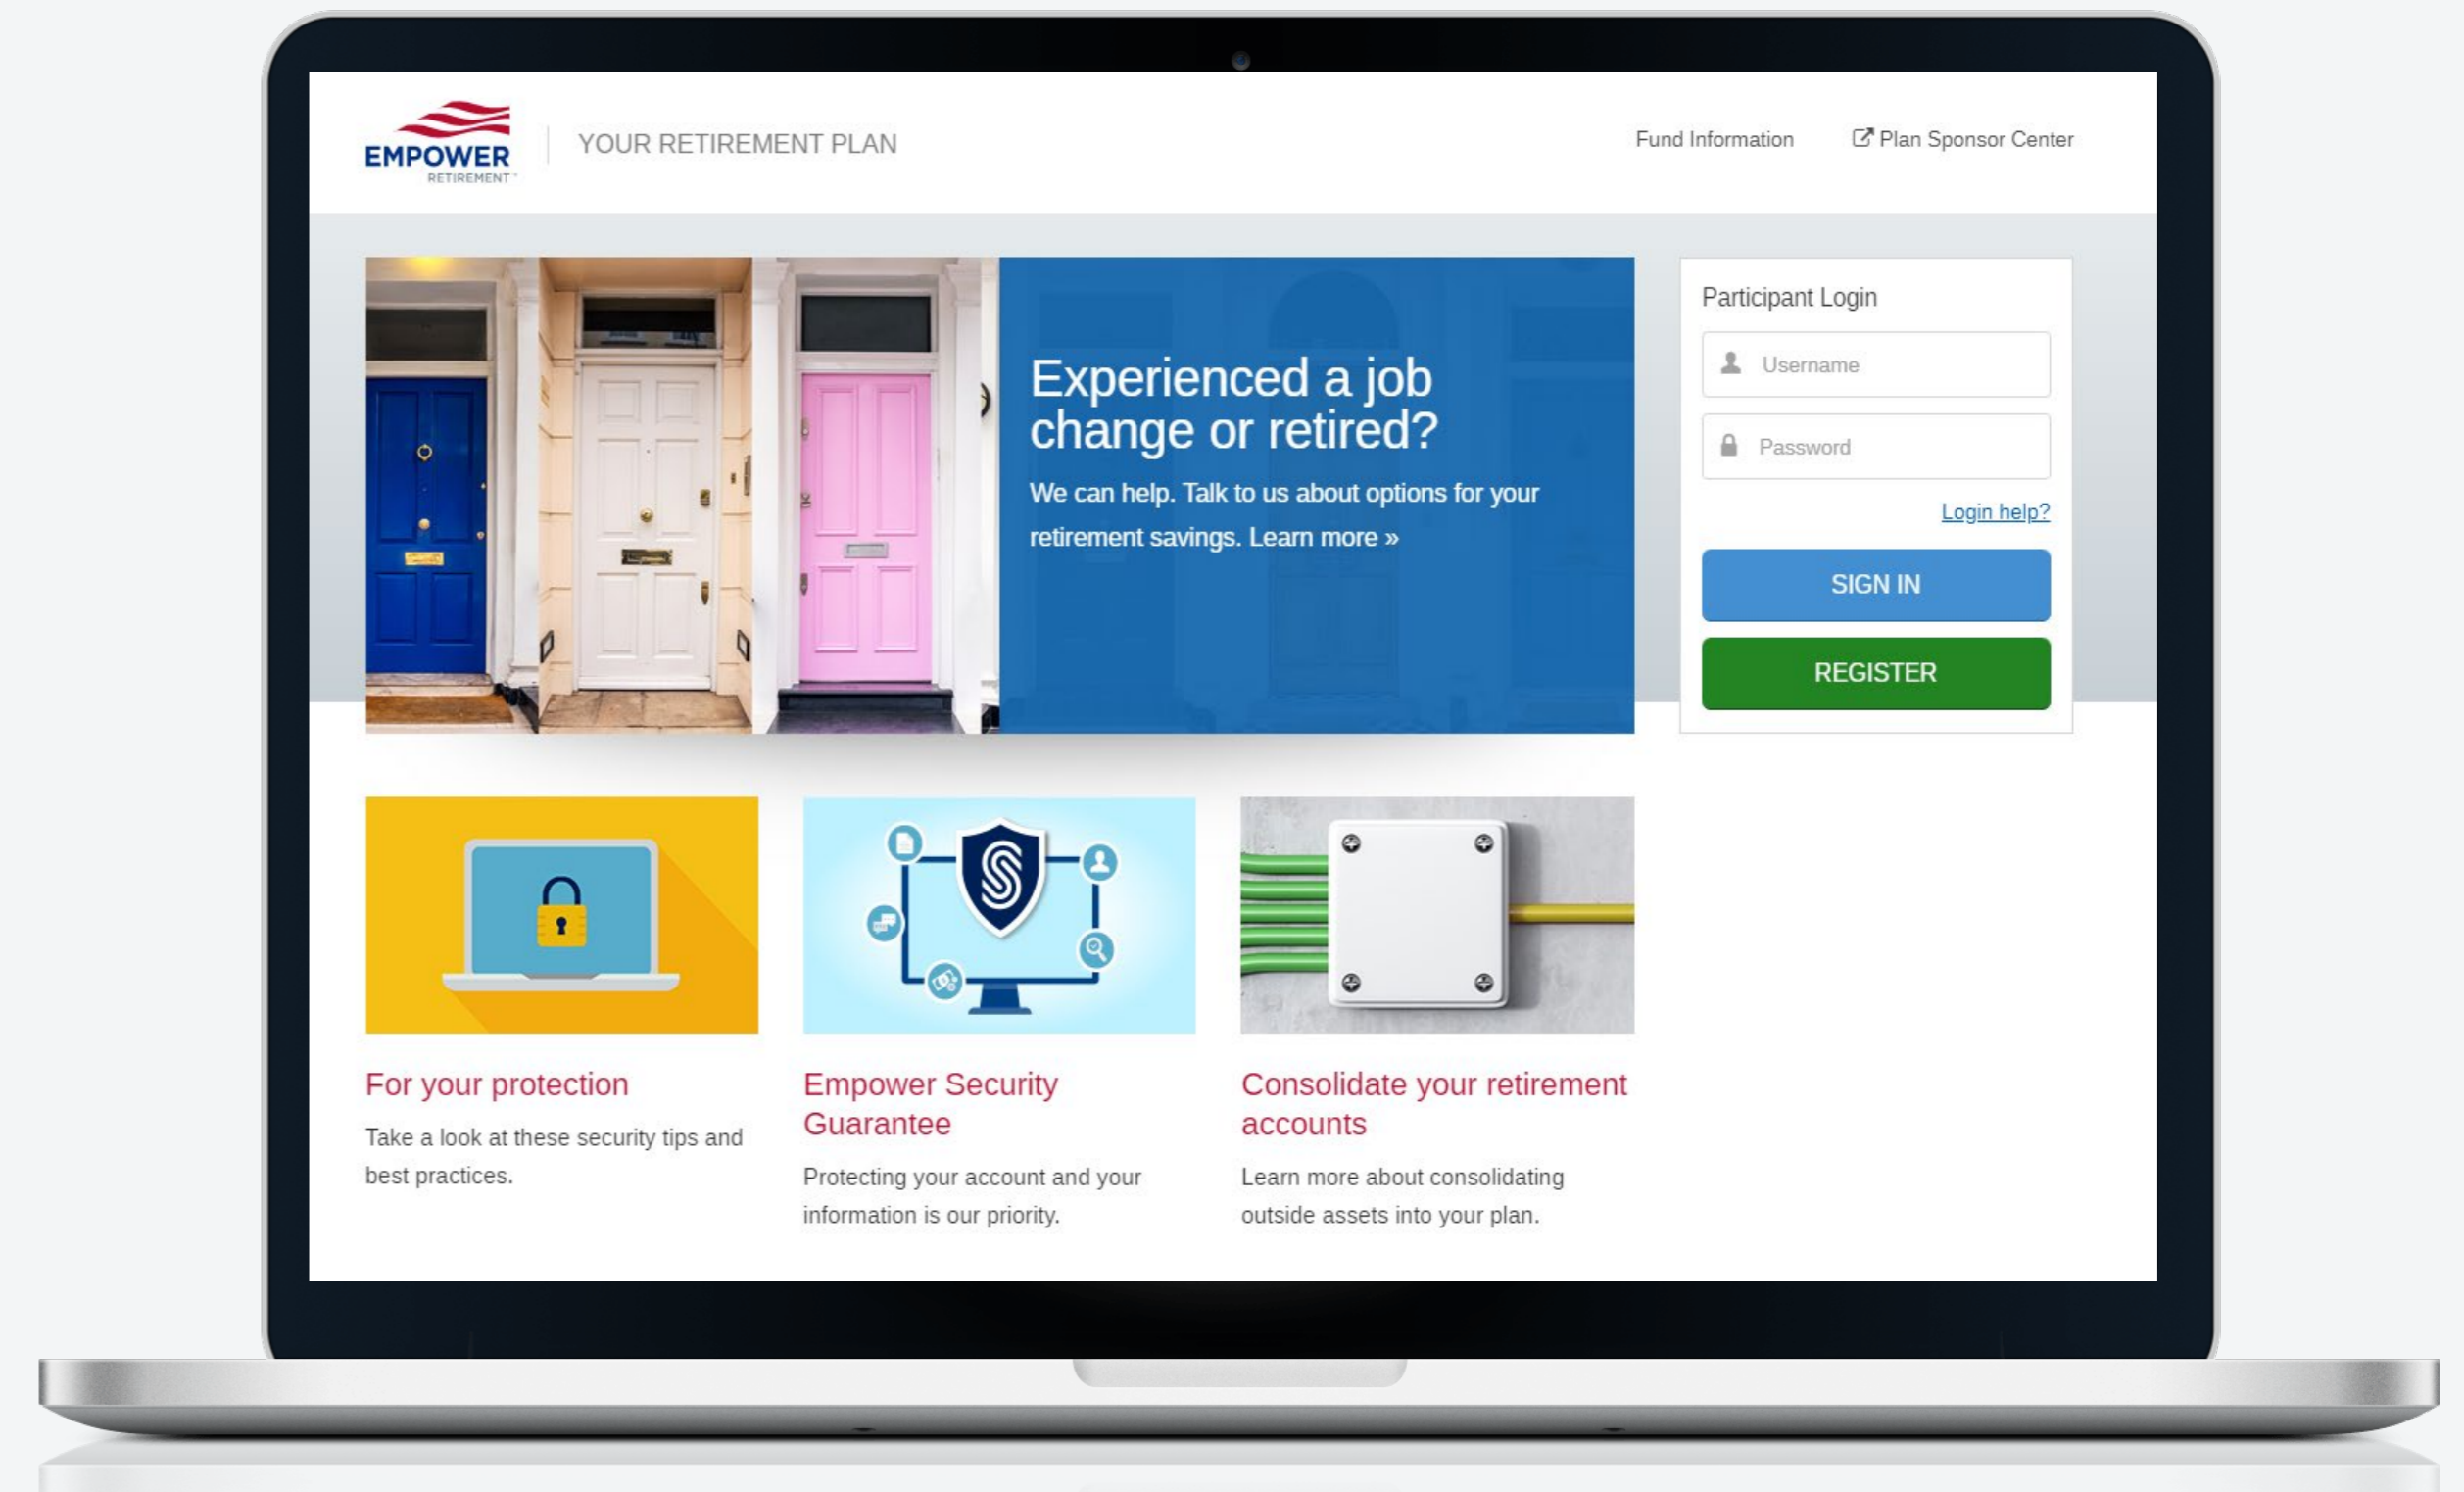 EMPOWER
RETIREMENT™
YOUR RETIREMENT PLAN
Fund Information
Plan Sponsor Center
Experienced a job
change or retired?
We can help. Talk to us about options for your
retirement savings. Learn more »
Participant Login
Username
Password
Login help?
SIGN IN
REGISTER
For your protection
Take a look at these security tips and
best practices.
Empower Security
Guarantee
Protecting your account and your
information is our priority.
Consolidate your retirement
accounts
Learn more about consolidating
outside assets into your plan.